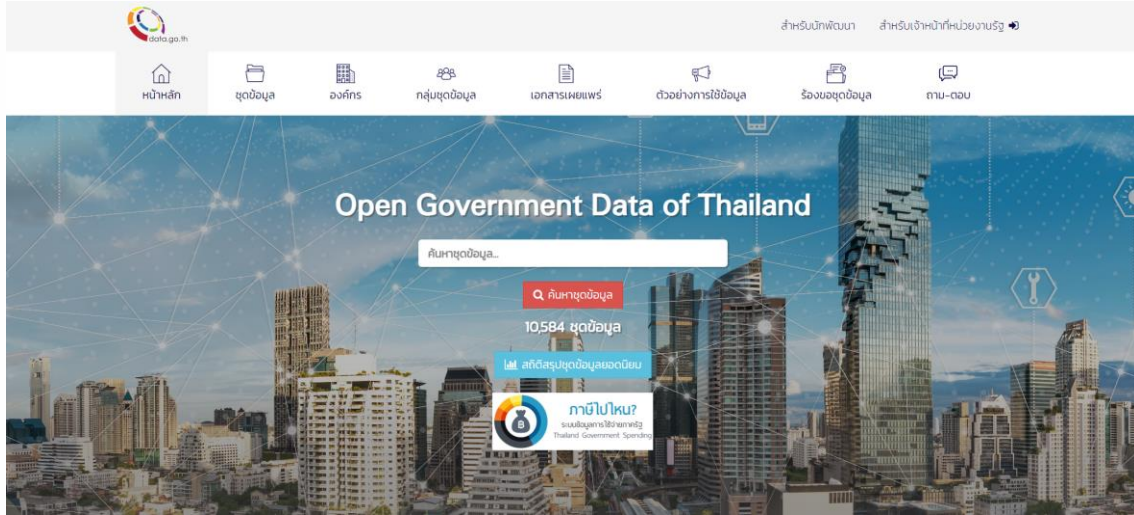 data.go.th
สำหรับนักพัฒนา
สำหรับเจ้าหน้าที่หน่วยงานรัฐ
หน้าหลัก
ชุดข้อมูล
องค์กร
กลุ่มชุดข้อมูล
เอกสารเผยแพร่
ตัวอย่างการใช้ข้อมูล
ร้องขอชุดข้อมูล
ถาม-ตอบ
Open Government Data of Thailand
ค้นหาชุดข้อมูล...
ค้นหาชุดข้อมูล
10,584 ชุดข้อมูล
สถิติสรุปชุดข้อมูลยอดนิยม
ภาษีไปไหน?
ระบบข้อมูลการใช้จ่ายภาครัฐ
Thailand Government Spending